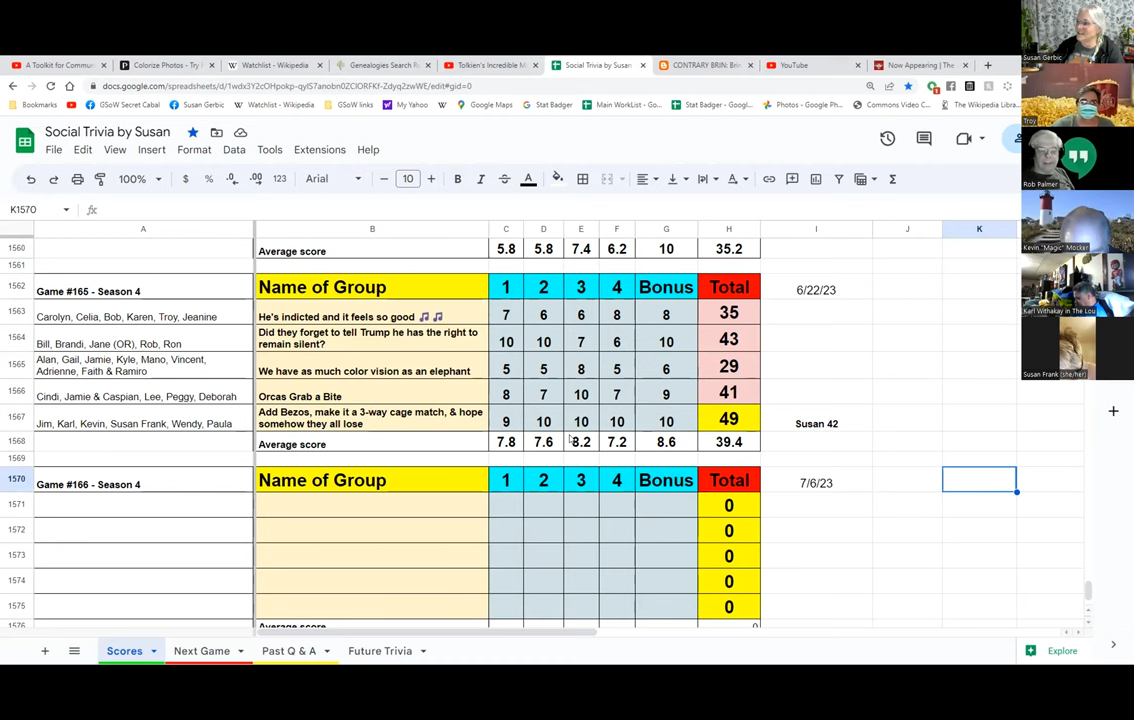 A Toolkit for Commun
Colorize Photos - Try F
Watchlist - Wikipedia
Genealogies Search R
Tolkien's Incredible M
Social Trivia by Susan
CONTRARY BRIN: Bri
YouTube
Now Appearing | The
docs.google.com/spreadsheets/d/1wdx3Y2cOHpokp-qyIS7anobn0ZCIORFKf-Zdyq2zwWE/edit#gid=0
Bookmarks
GSoW Secret Cabal
Susan Gerbic
Watchlist - Wikipedia
GSoW links
My Yahoo
Google Maps
Stat Badger
Main WorkList - Go...
Stat Badger - Googl...
Photos - Google Ph...
Commons Video C...
The Wikipedia Libra
Social Trivia by Susan
File Edit View Insert Format Data Tools Extensions Help
100% $ % .0 .00 123 Arial 10 B I S A
K1570 fx
A B C D E F G H I J K
1560 Average score 5.8 5.8 7.4 6.2 10 35.2
1561
1562 Game #165 - Season 4 Name of Group 1 2 3 4 Bonus Total 6/22/23
1563 Carolyn, Celia, Bob, Karen, Troy, Jeanine He's indicted and it feels so good 🎵🎵 7 6 6 8 8 35
1564 Bill, Brandi, Jane (OR), Rob, Ron Did they forget to tell Trump he has the right to remain silent? 10 10 7 6 10 43
1565 Alan, Gail, Jamie, Kyle, Mano, Vincent, Adrienne, Faith & Ramiro We have as much color vision as an elephant 5 5 8 5 6 29
1566 Cindi, Jamie & Caspian, Lee, Peggy, Deborah Orcas Grab a Bite 8 7 10 7 9 41
1567 Jim, Karl, Kevin, Susan Frank, Wendy, Paula Add Bezos, make it a 3-way cage match, & hope somehow they all lose 9 10 10 10 10 49 Susan 42
1568 Average score 7.8 7.6 8.2 7.2 8.6 39.4
1569
1570 Game #166 - Season 4 Name of Group 1 2 3 4 Bonus Total 7/6/23
1571 0
1572 0
1573 0
1574 0
1575 0
1576 Average score 0
Scores
Next Game
Past Q & A
Future Trivia
Explore
Susan Gerbic
Troy
Rob Palmer
Kevin "Magic" Mocker
Karl Withakay in The Lou
Susan Frank (she/her)